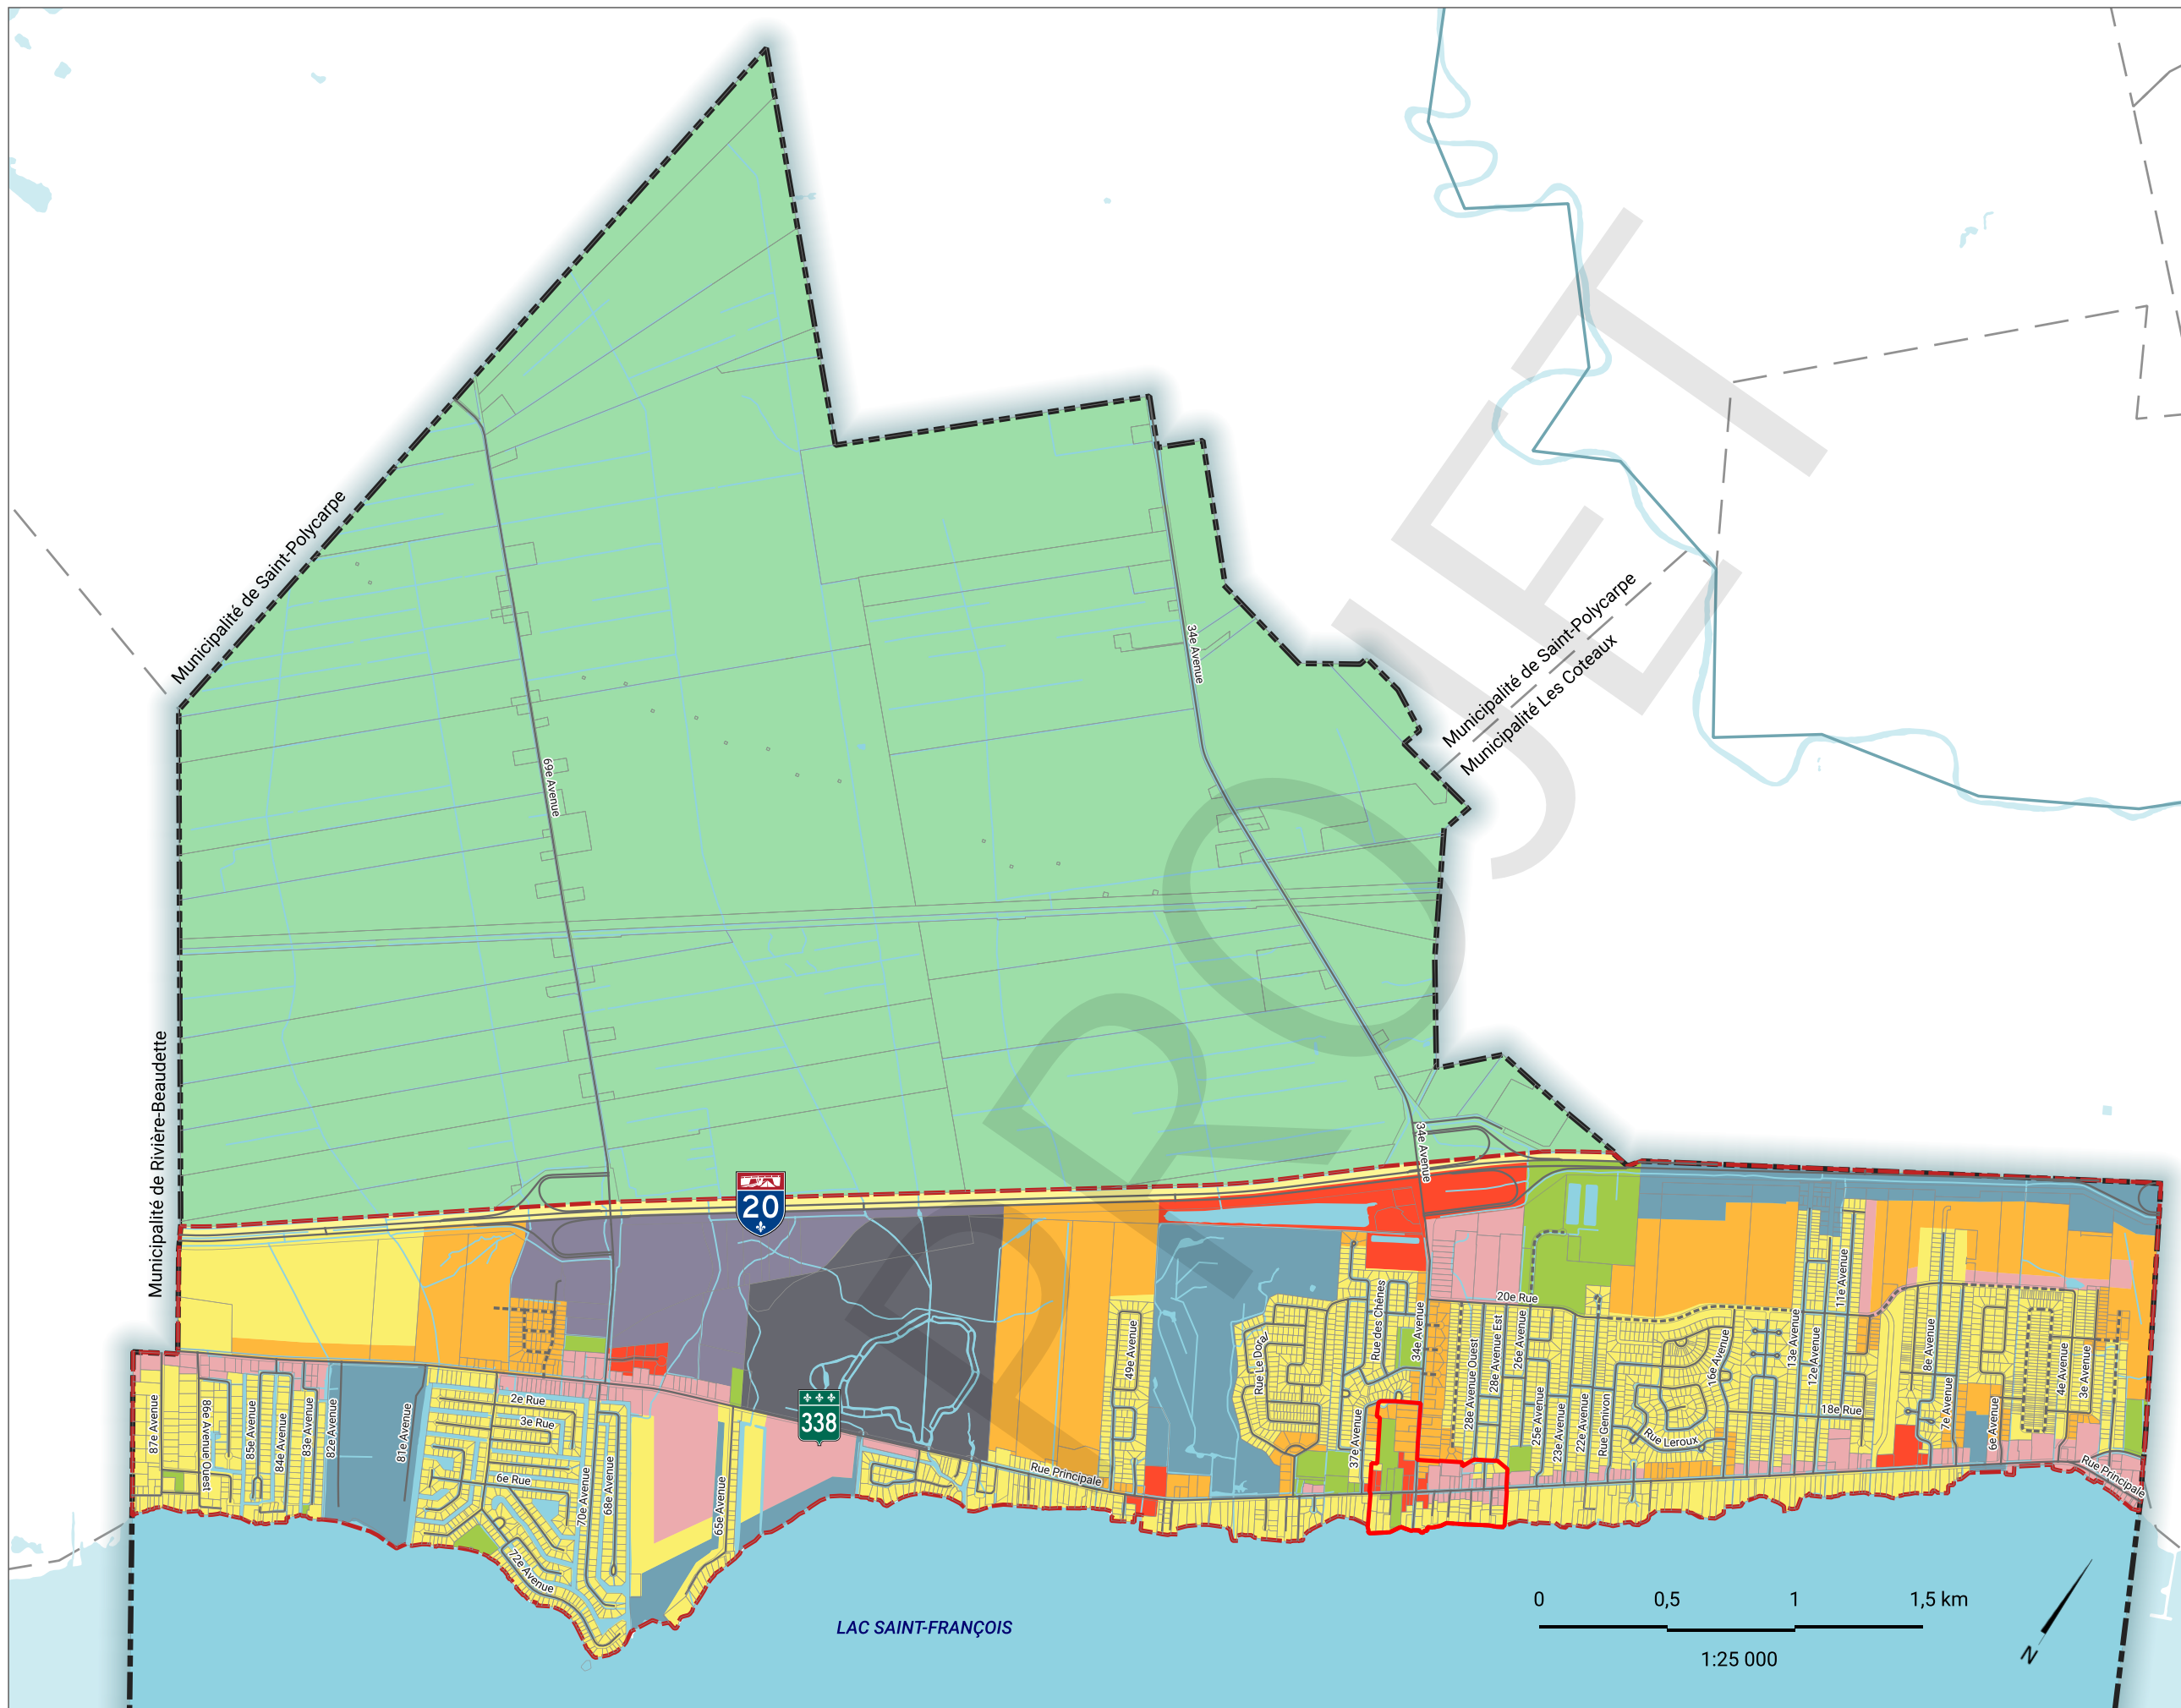 Municipalité de Saint-Polycarpe
Municipalité de Saint-Polycarpe
Municipalité Les Coteaux
Municipalité de Rivière-Beaudette
PROJET
69e Avenue
34e Avenue
34e Avenue
20
338
20e Rue
Rue des Chênes
34e Avenue
28e Avenue Ouest
28e Avenue Est
26e Avenue
25e Avenue
23e Avenue
22e Avenue
Rue Genivon
Rue Leroux
16e Avenue
13e Avenue
12e Avenue
11e Avenue
18e Rue
8e Avenue
7e Avenue
6e Avenue
4e Avenue
3e Avenue
Rue Principale
49e Avenue
Rue Le Doral
37e Avenue
Rue Principale
87e Avenue
86e Avenue Ouest
85e Avenue
84e Avenue
83e Avenue
82e Avenue
81e Avenue
2e Rue
3e Rue
6e Rue
70e Avenue
68e Avenue
72e Avenue
65e Avenue
LAC SAINT-FRANÇOIS
0 0,5 1 1,5 km
1:25 000
N